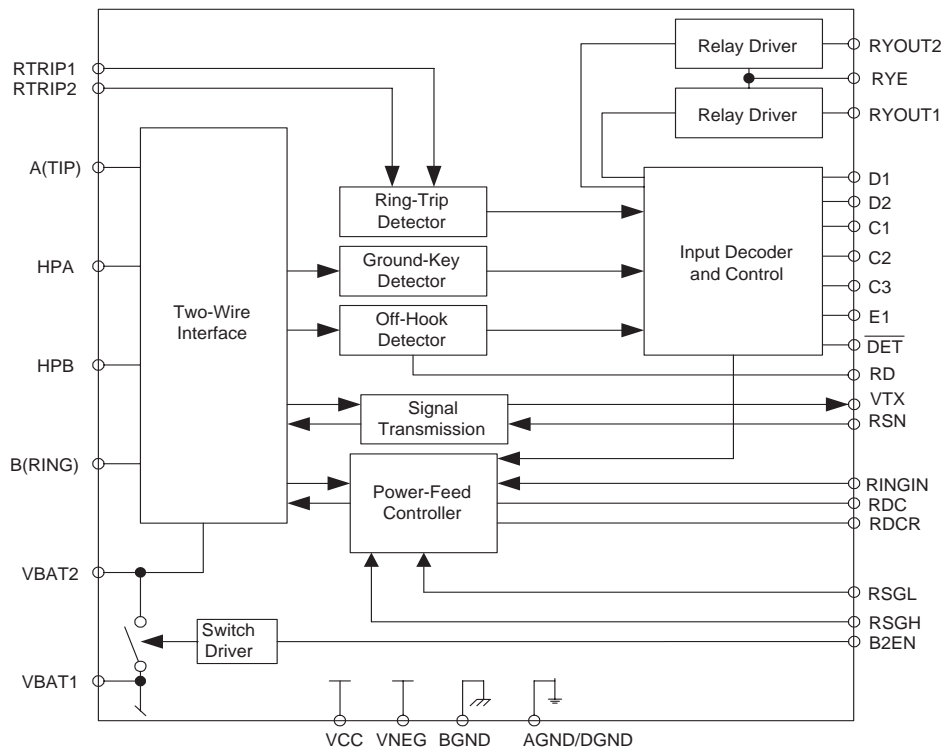 RTRIP1
RTRIP2
A(TIP)
HPA
HPB
B(RING)
VBAT2
VBAT1
Two-Wire
Interface
Switch
Driver
Ring-Trip
Detector
Ground-Key
Detector
Off-Hook
Detector
Signal
Transmission
Power-Feed
Controller
Relay Driver
Relay Driver
Input Decoder
and Control
RYOUT2
RYE
RYOUT1
D1
D2
C1
C2
C3
E1
DET
RD
VTX
RSN
RINGIN
RDC
RDCR
RSGL
RSGH
B2EN
VCC VNEG BGND AGND/DGND